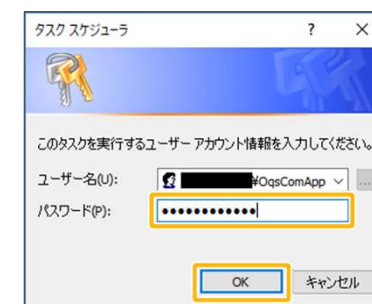 タスク スケジューラ ? ×
このタスクを実行するユーザー アカウント情報を入力してください。
ユーザー名(U): ¥OqsComApp ...
パスワード(P): ●●●●●●●●●●●●
OK キャンセル